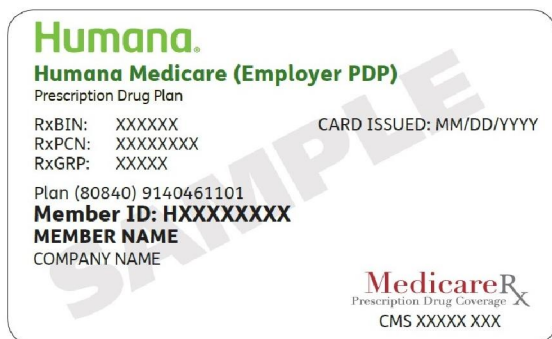 Humana®
Humana Medicare (Employer PDP)
Prescription Drug Plan
RxBIN: XXXXXX CARD ISSUED: MM/DD/YYYY
RxPCN: XXXXXXXX
RxGRP: XXXXX
Plan (80840) 9140461101
Member ID: HXXXXXXXX
MEMBER NAME
COMPANY NAME
SAMPLE
MedicareRx
Prescription Drug Coverage
CMS XXXXX XXX